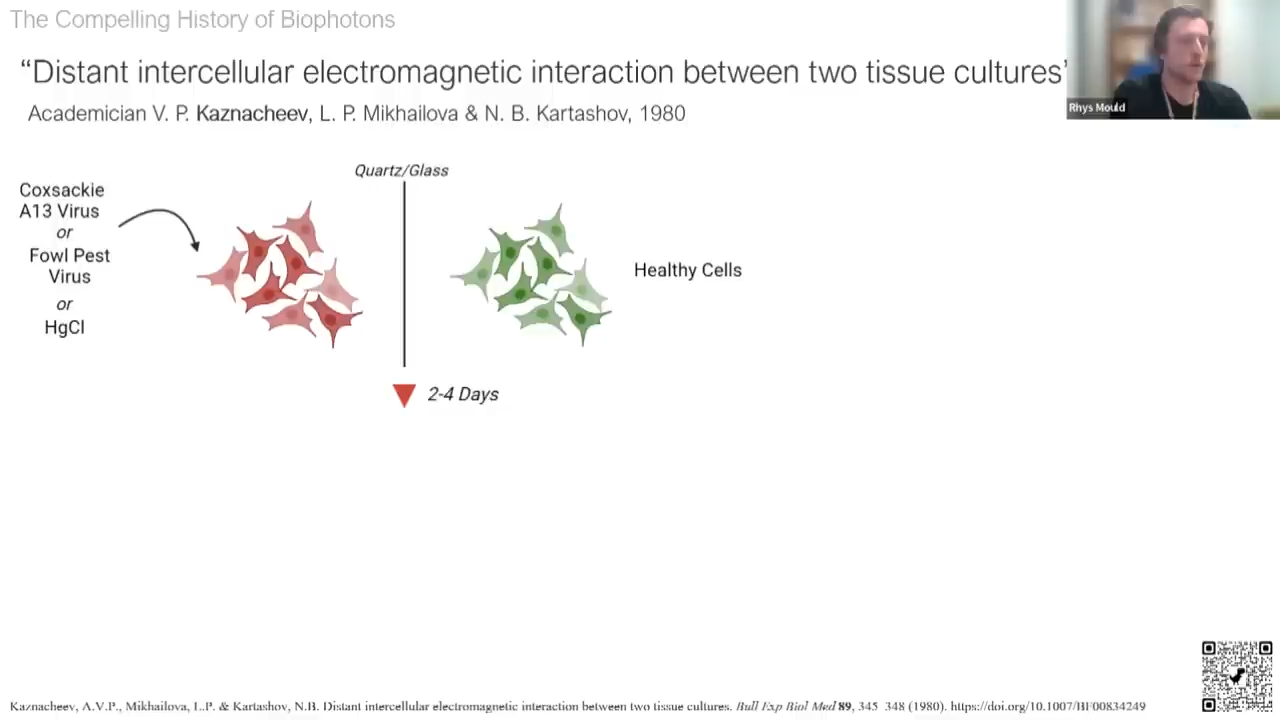 The Compelling History of Biophotons
“Distant intercellular electromagnetic interaction between two tissue cultures”
Academician V. P. Kaznacheev, L. P. Mikhailova & N. B. Kartashov, 1980
Rhys Mould
Quartz/Glass
Coxsackie
A13 Virus
or
Fowl Pest
Virus
or
HgCl
Healthy Cells
2-4 Days
Kaznacheev, A.V.P., Mikhailova, L.P. & Kartashov, N.B. Distant intercellular electromagnetic interaction between two tissue cultures. Bull Exp Biol Med 89, 345–348 (1980). https://doi.org/10.1007/BF00834249